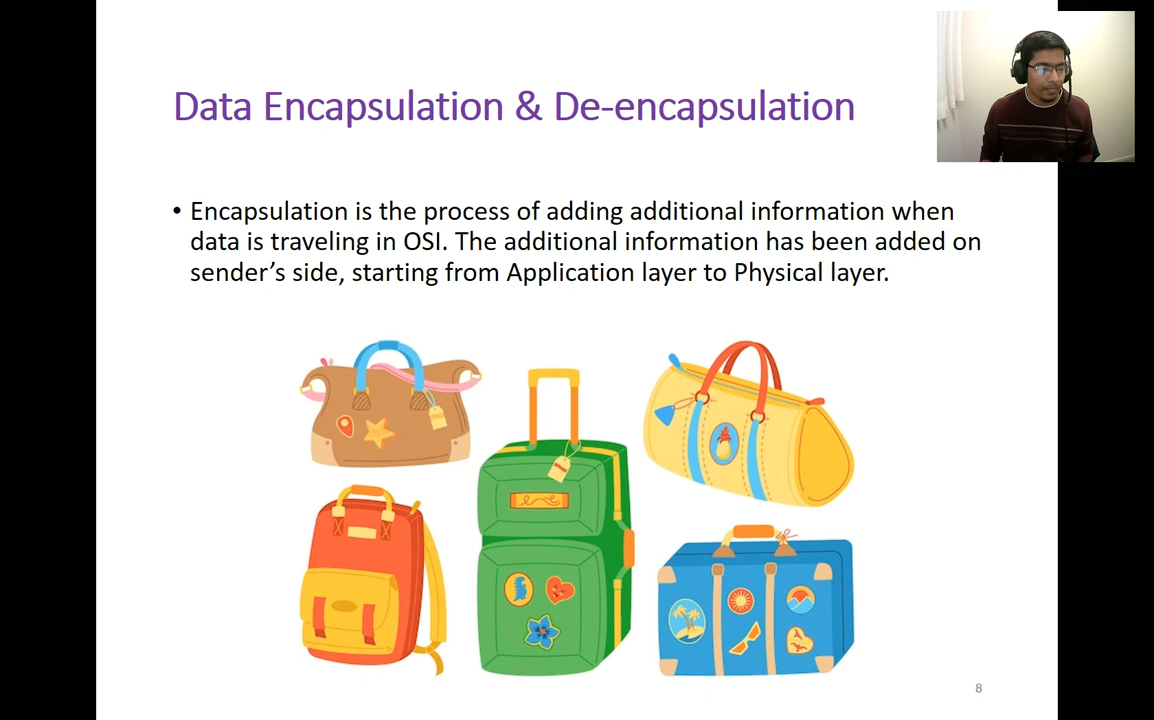 Data Encapsulation & De-encapsulation
• Encapsulation is the process of adding additional information when
data is traveling in OSI. The additional information has been added on
sender’s side, starting from Application layer to Physical layer.
8